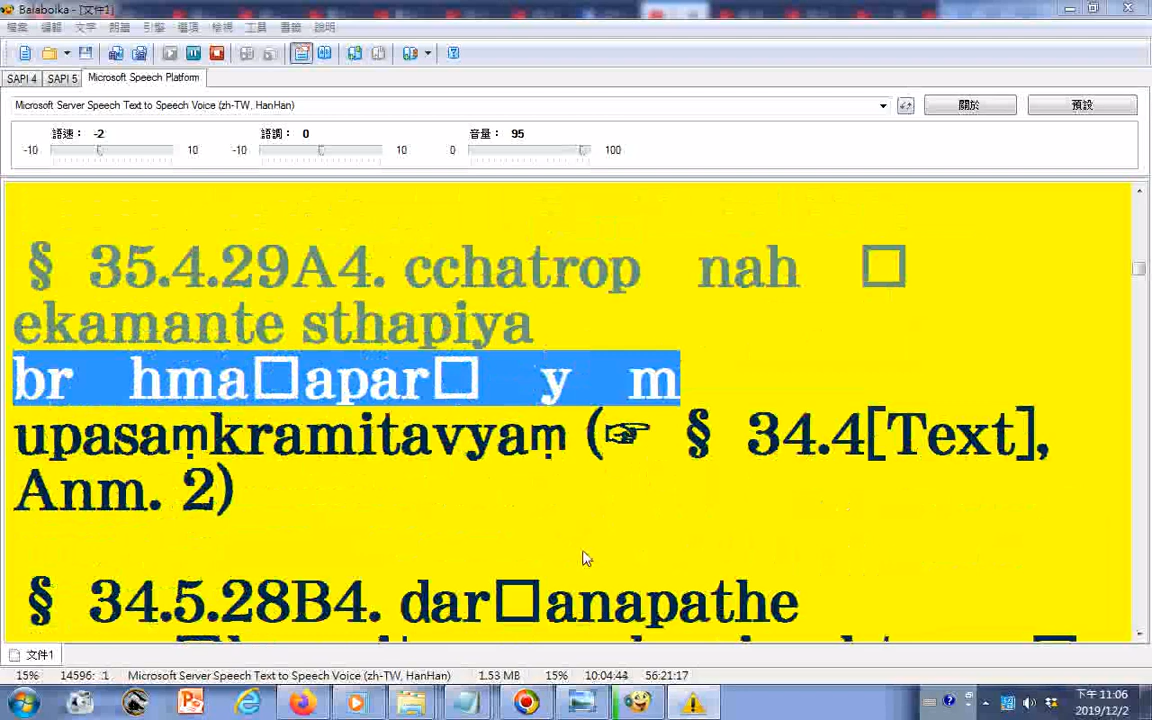 Balabolka - [文件1]
檔案 編輯 文字 朗讀 引擎 選項 檢視 工具 書籤 說明
SAPI 4 SAPI 5 Microsoft Speech Platform
Microsoft Server Speech Text to Speech Voice (zh-TW, HanHan) 關於 預設
語速： -2 語調： 0 音量： 95
-10 10 -10 10 0 100
§ 35.4.29A4. cchatrop nah □
ekamante sthapiya
br hma□apar□ y m
upasaṃkramitavyaṃ (☞ § 34.4[Text],
Anm. 2)
§ 34.5.28B4. dar□anapathe
文件1
15% 14596: 1 Microsoft Server Speech Text to Speech Voice (zh-TW, HanHan) 1.53 MB 15% 10:04:44 56:21:17
下午 11:06
2019/12/2